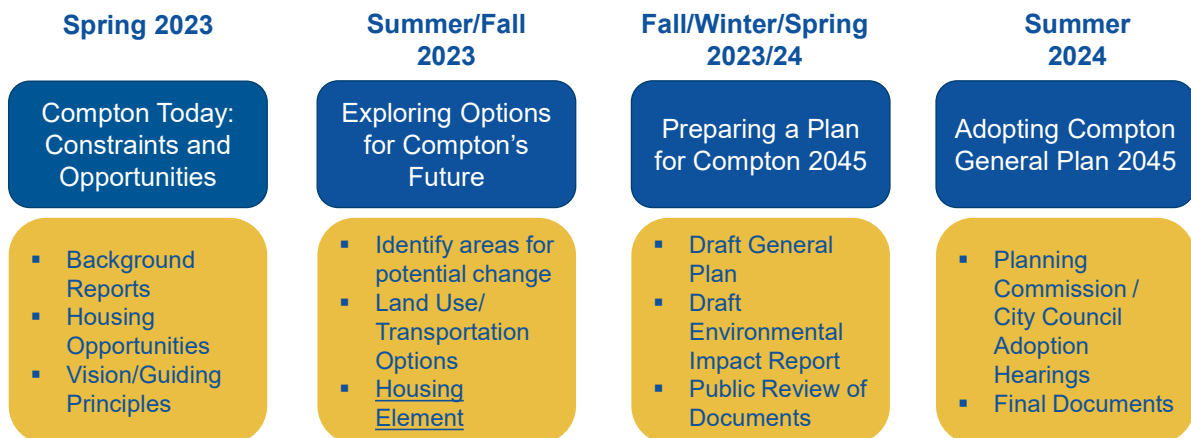 Spring 2023
Compton Today:
Constraints and
Opportunities
▪ Background
Reports
▪ Housing
Opportunities
▪ Vision/Guiding
Principles
Summer/Fall
2023
Exploring Options
for Compton's
Future
▪ Identify areas for
potential change
▪ Land Use/
Transportation
Options
▪ Housing
Element
Fall/Winter/Spring
2023/24
Preparing a Plan
for Compton 2045
▪ Draft General
Plan
▪ Draft
Environmental
Impact Report
▪ Public Review of
Documents
Summer
2024
Adopting Compton
General Plan 2045
▪ Planning
Commission /
City Council
Adoption
Hearings
▪ Final Documents